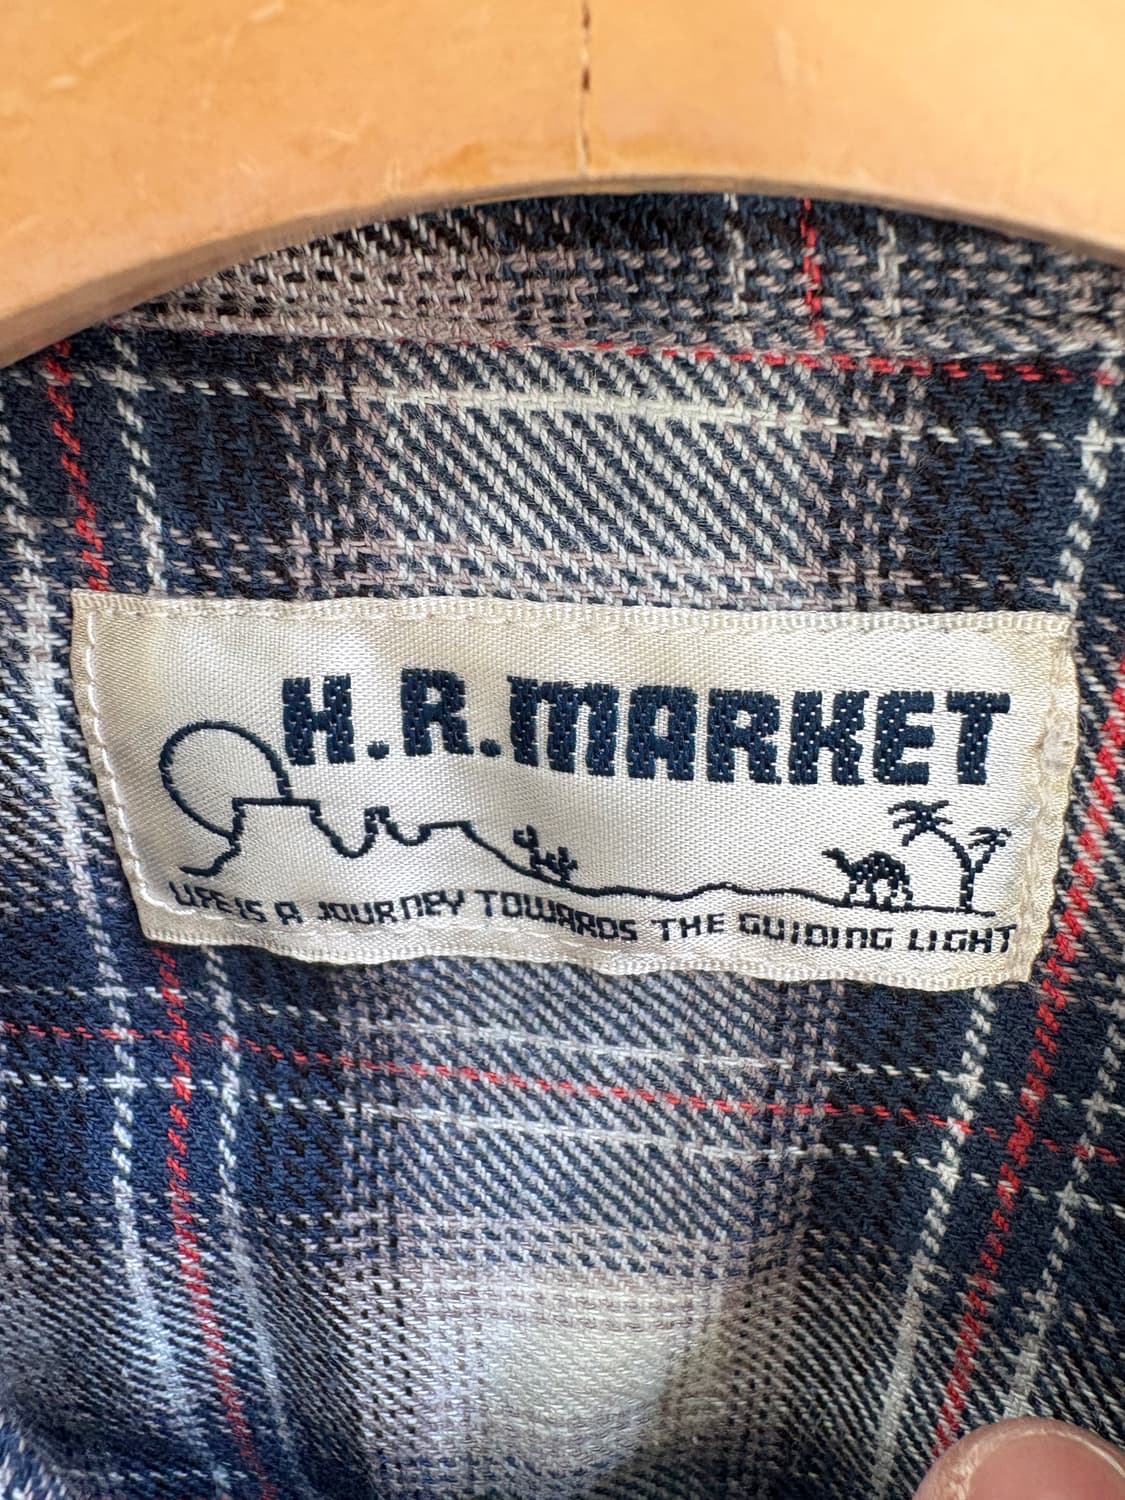 H.R.MARKET
LIFE IS A JOURNEY TOWARDS THE GUIDING LIGHT